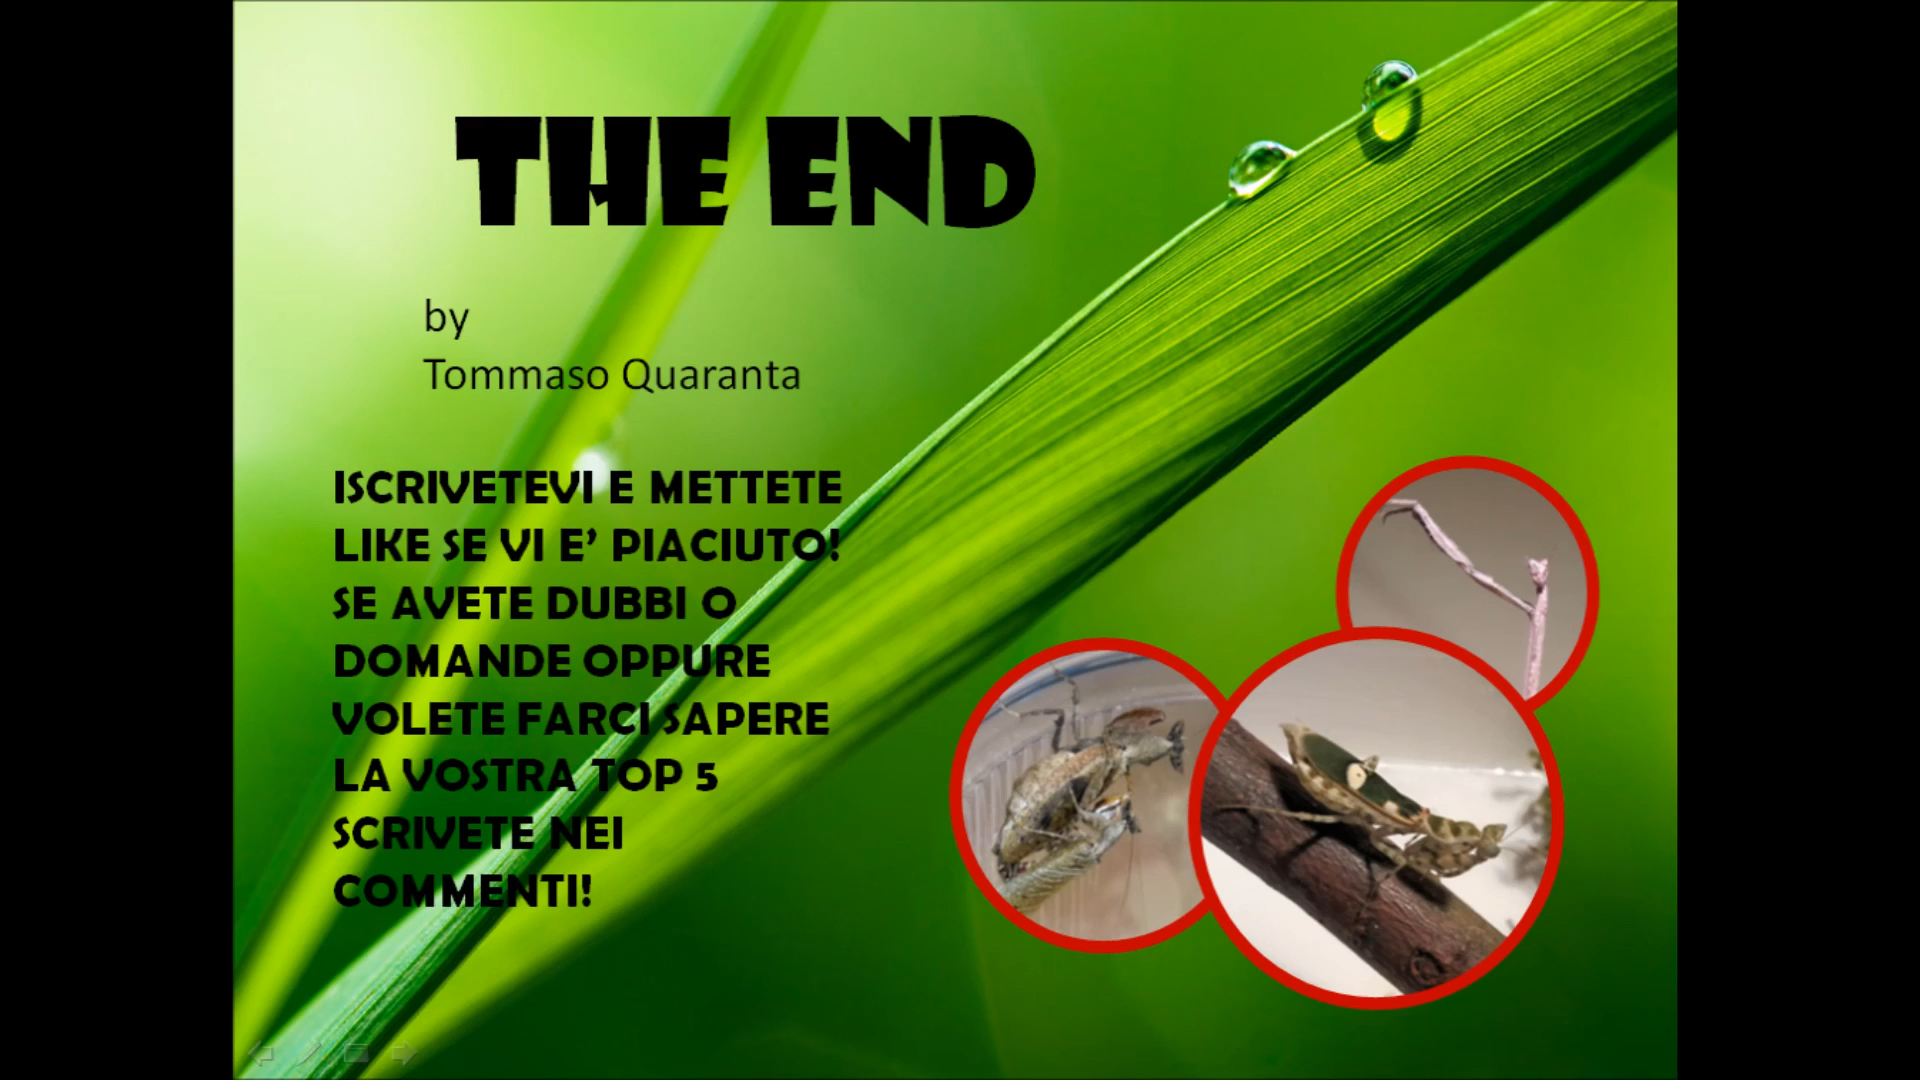 THE END
by
Tommaso Quaranta
ISCRIVETEVI E METTETE
LIKE SE VI E’ PIACIUTO!
SE AVETE DUBBI O
DOMANDE OPPURE
VOLETE FARCI SAPERE
LA VOSTRA TOP 5
SCRIVETE NEI
COMMENTI!